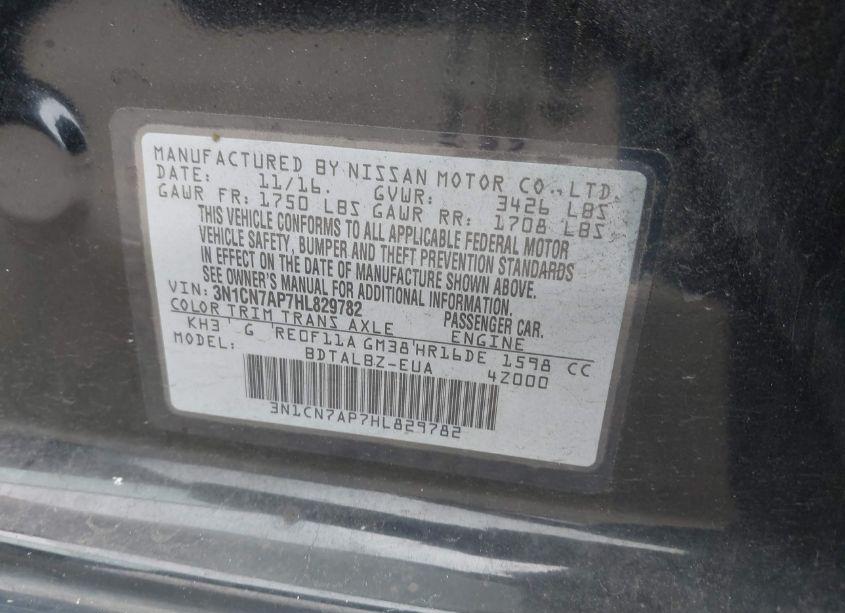 MANUFACTURED BY NISSAN MOTOR CO., LTD.
DATE: 11/16. GVWR: 3426 LBS
GAWR FR: 1750 LBS GAWR RR: 1708 LBS
THIS VEHICLE CONFORMS TO ALL APPLICABLE FEDERAL MOTOR
VEHICLE SAFETY, BUMPER AND THEFT PREVENTION STANDARDS
IN EFFECT ON THE DATE OF MANUFACTURE SHOWN ABOVE.
SEE OWNER'S MANUAL FOR ADDITIONAL INFORMATION.
VIN: 3N1CN7AP7HL829782 PASSENGER CAR.
COLOR TRIM TRANS AXLE ENGINE
KH3 ' G ' RE0F11A GM38'HR16DE 1598 CC
MODEL: BDTALBZ-EUA 4Z000
3N1CN7AP7HL829782